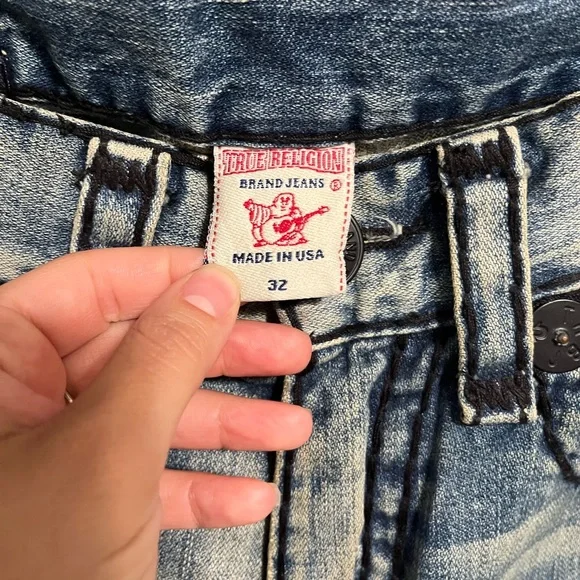 TRUE RELIGION
BRAND JEANS ®
MADE IN USA
32